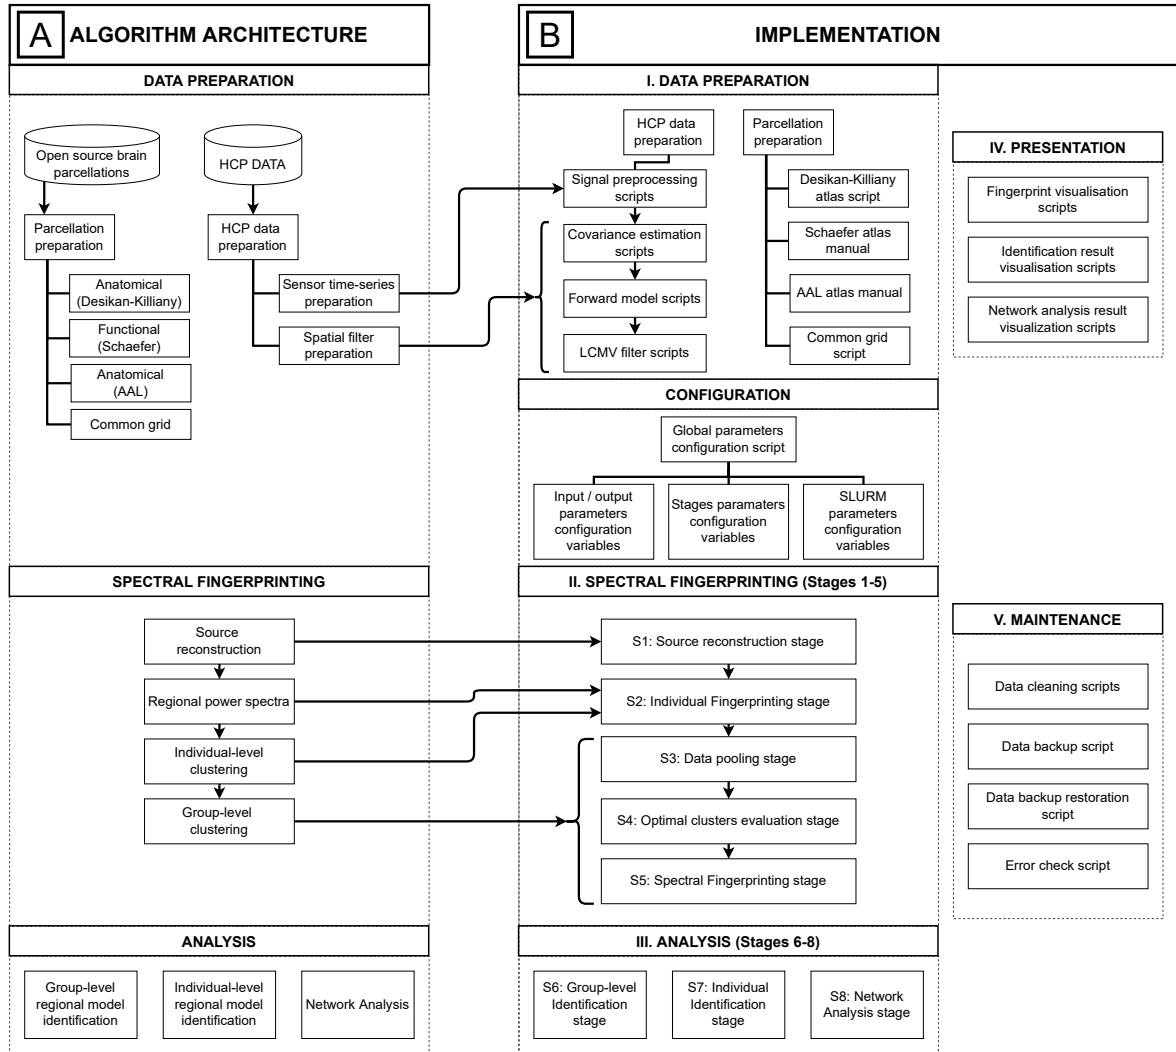 A
ALGORITHM ARCHITECTURE
DATA PREPARATION
Open source brain
parcellations
HCP DATA
Parcellation
preparation
HCP data
preparation
Anatomical
(Desikan-Killiany)
Functional
(Schaefer)
Anatomical
(AAL)
Common grid
Sensor time-series
preparation
Spatial filter
preparation
SPECTRAL FINGERPRINTING
Source
reconstruction
Regional power spectra
Individual-level
clustering
Group-level
clustering
ANALYSIS
Group-level
regional model
identification
Individual-level
regional model
identification
Network Analysis
B
IMPLEMENTATION
I. DATA PREPARATION
HCP data
preparation
Parcellation
preparation
Signal preprocessing
scripts
Covariance estimation
scripts
Forward model scripts
LCMV filter scripts
Desikan-Killiany
atlas script
Schaefer atlas
manual
AAL atlas manual
Common grid
script
CONFIGURATION
Global parameters
configuration script
Input / output
parameters
configuration
variables
Stages paramaters
configuration
variables
SLURM
parameters
configuration
variables
II. SPECTRAL FINGERPRINTING (Stages 1-5)
S1: Source reconstruction stage
S2: Individual Fingerprinting stage
S3: Data pooling stage
S4: Optimal clusters evaluation stage
S5: Spectral Fingerprinting stage
III. ANALYSIS (Stages 6-8)
S6: Group-level
Identification
stage
S7: Individual
Identification
stage
S8: Network
Analysis stage
IV. PRESENTATION
Fingerprint visualisation
scripts
Identification result
visualisation scripts
Network analysis result
visualization scripts
V. MAINTENANCE
Data cleaning scripts
Data backup script
Data backup restoration
script
Error check script